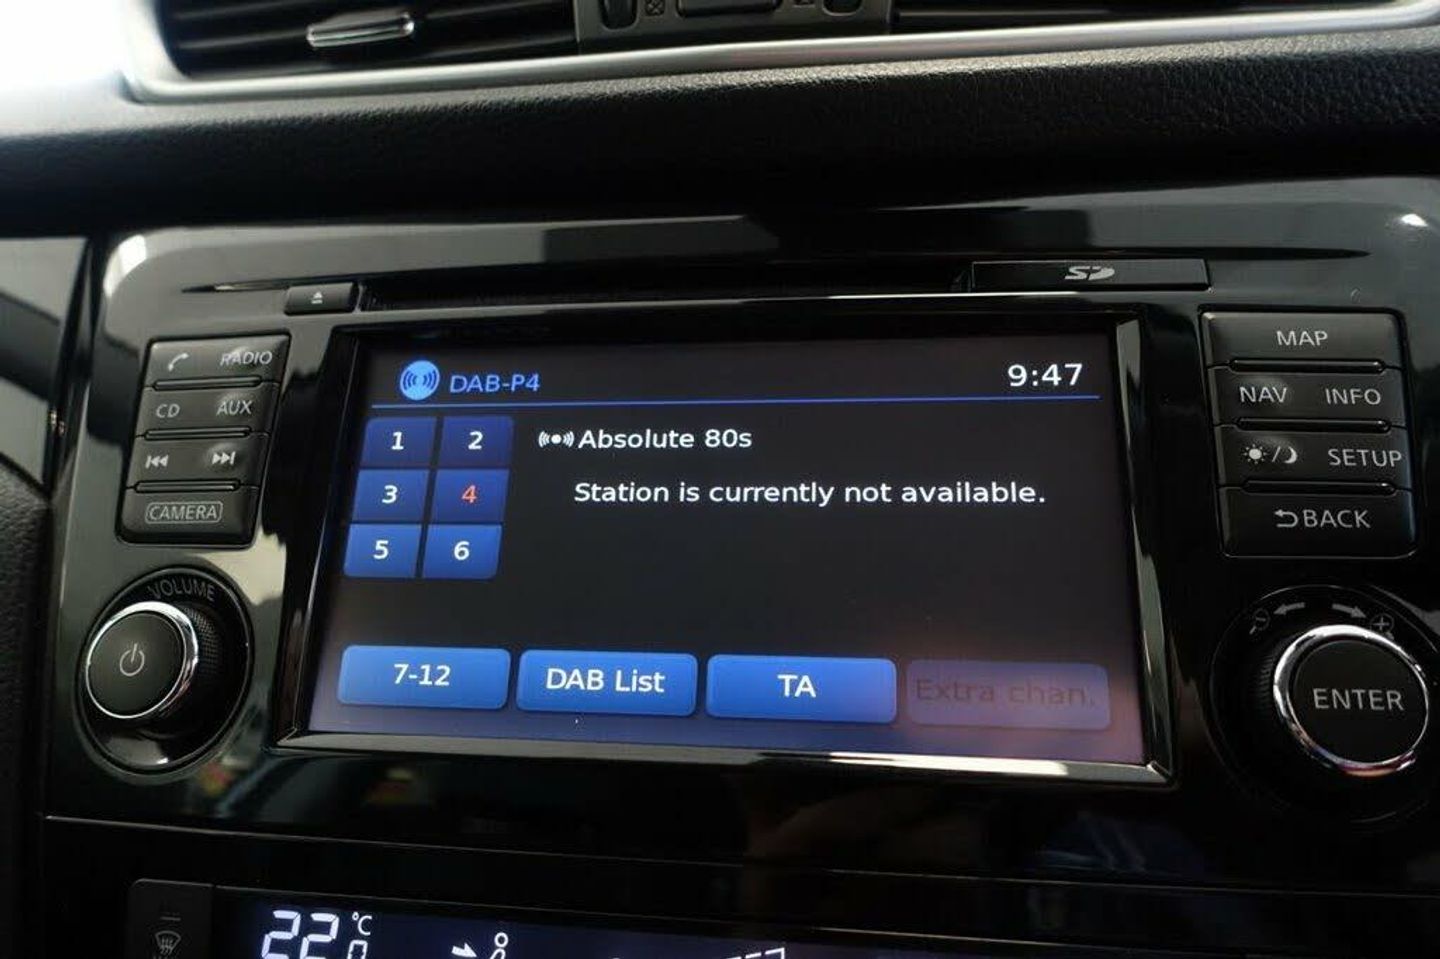 SD
RADIO
CD AUX
CAMERA
VOLUME
DAB-P4 9:47
1 2
3 4
5 6
Absolute 80s
Station is currently not available.
7-12 DAB List TA Extra chan.
MAP
NAV INFO
SETUP
BACK
ENTER
22 °C